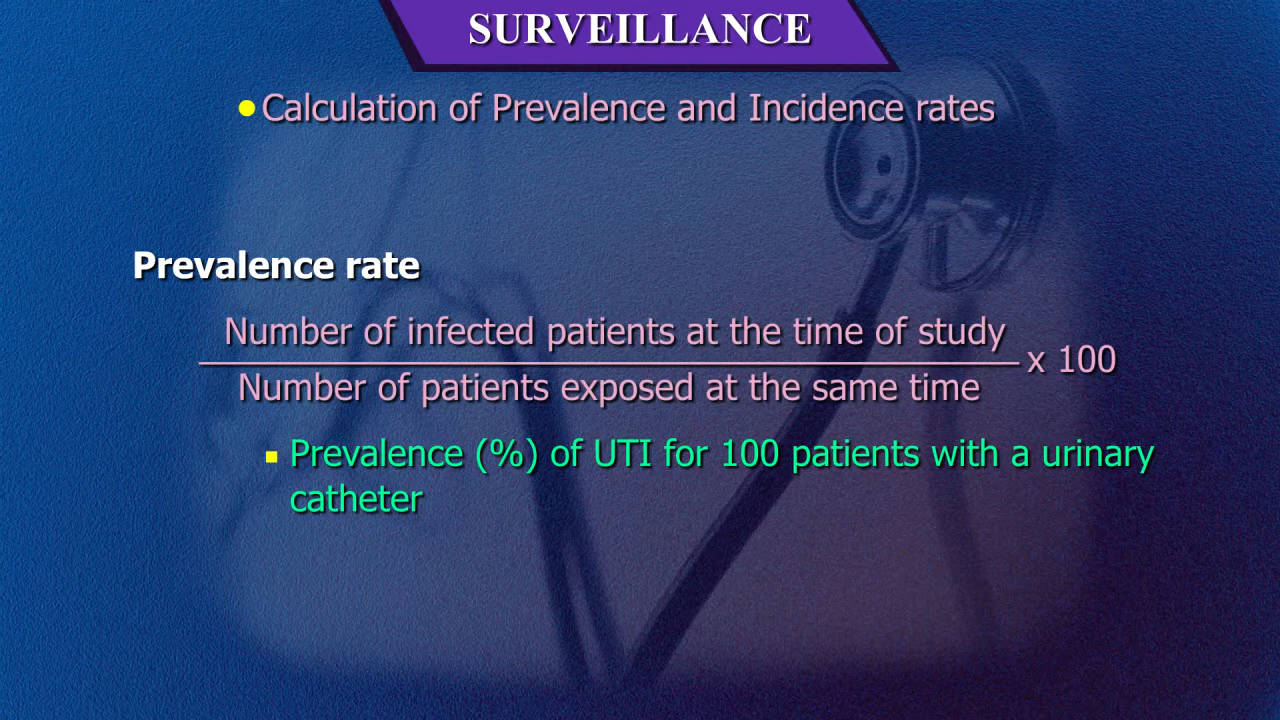 SURVEILLANCE
Calculation of Prevalence and Incidence rates
Prevalence rate
Number of infected patients at the time of study
x 100
Number of patients exposed at the same time
Prevalence (%) of UTI for 100 patients with a urinary
catheter